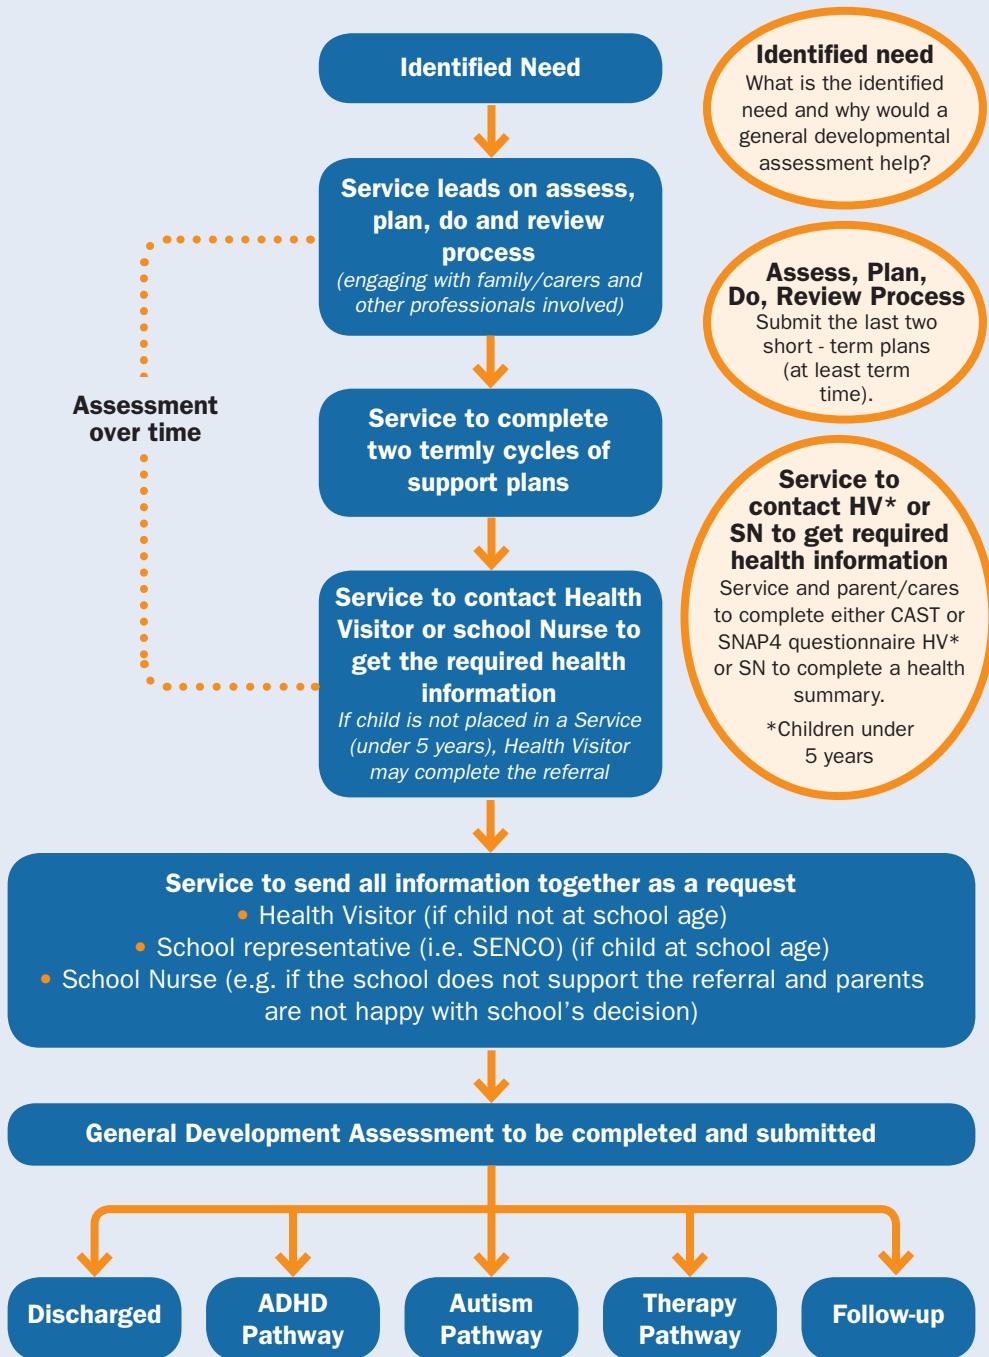 Identified Need
Identified need
What is the identified
need and why would a
general developmental
assessment help?
Service leads on assess,
plan, do and review
process
(engaging with family/carers and
other professionals involved)
Assess, Plan,
Do, Review Process
Submit the last two
short - term plans
(at least term
time).
Assessment
over time
Service to complete
two termly cycles of
support plans
Service to
contact HV* or
SN to get required
health information
Service and parent/cares
to complete either CAST or
SNAP4 questionnaire HV*
or SN to complete a health
summary.
*Children under
5 years
Service to contact Health
Visitor or school Nurse to
get the required health
information
If child is not placed in a Service
(under 5 years), Health Visitor
may complete the referral
Service to send all information together as a request
• Health Visitor (if child not at school age)
• School representative (i.e. SENCO) (if child at school age)
• School Nurse (e.g. if the school does not support the referral and parents
are not happy with school's decision)
General Development Assessment to be completed and submitted
Discharged
ADHD
Pathway
Autism
Pathway
Therapy
Pathway
Follow-up